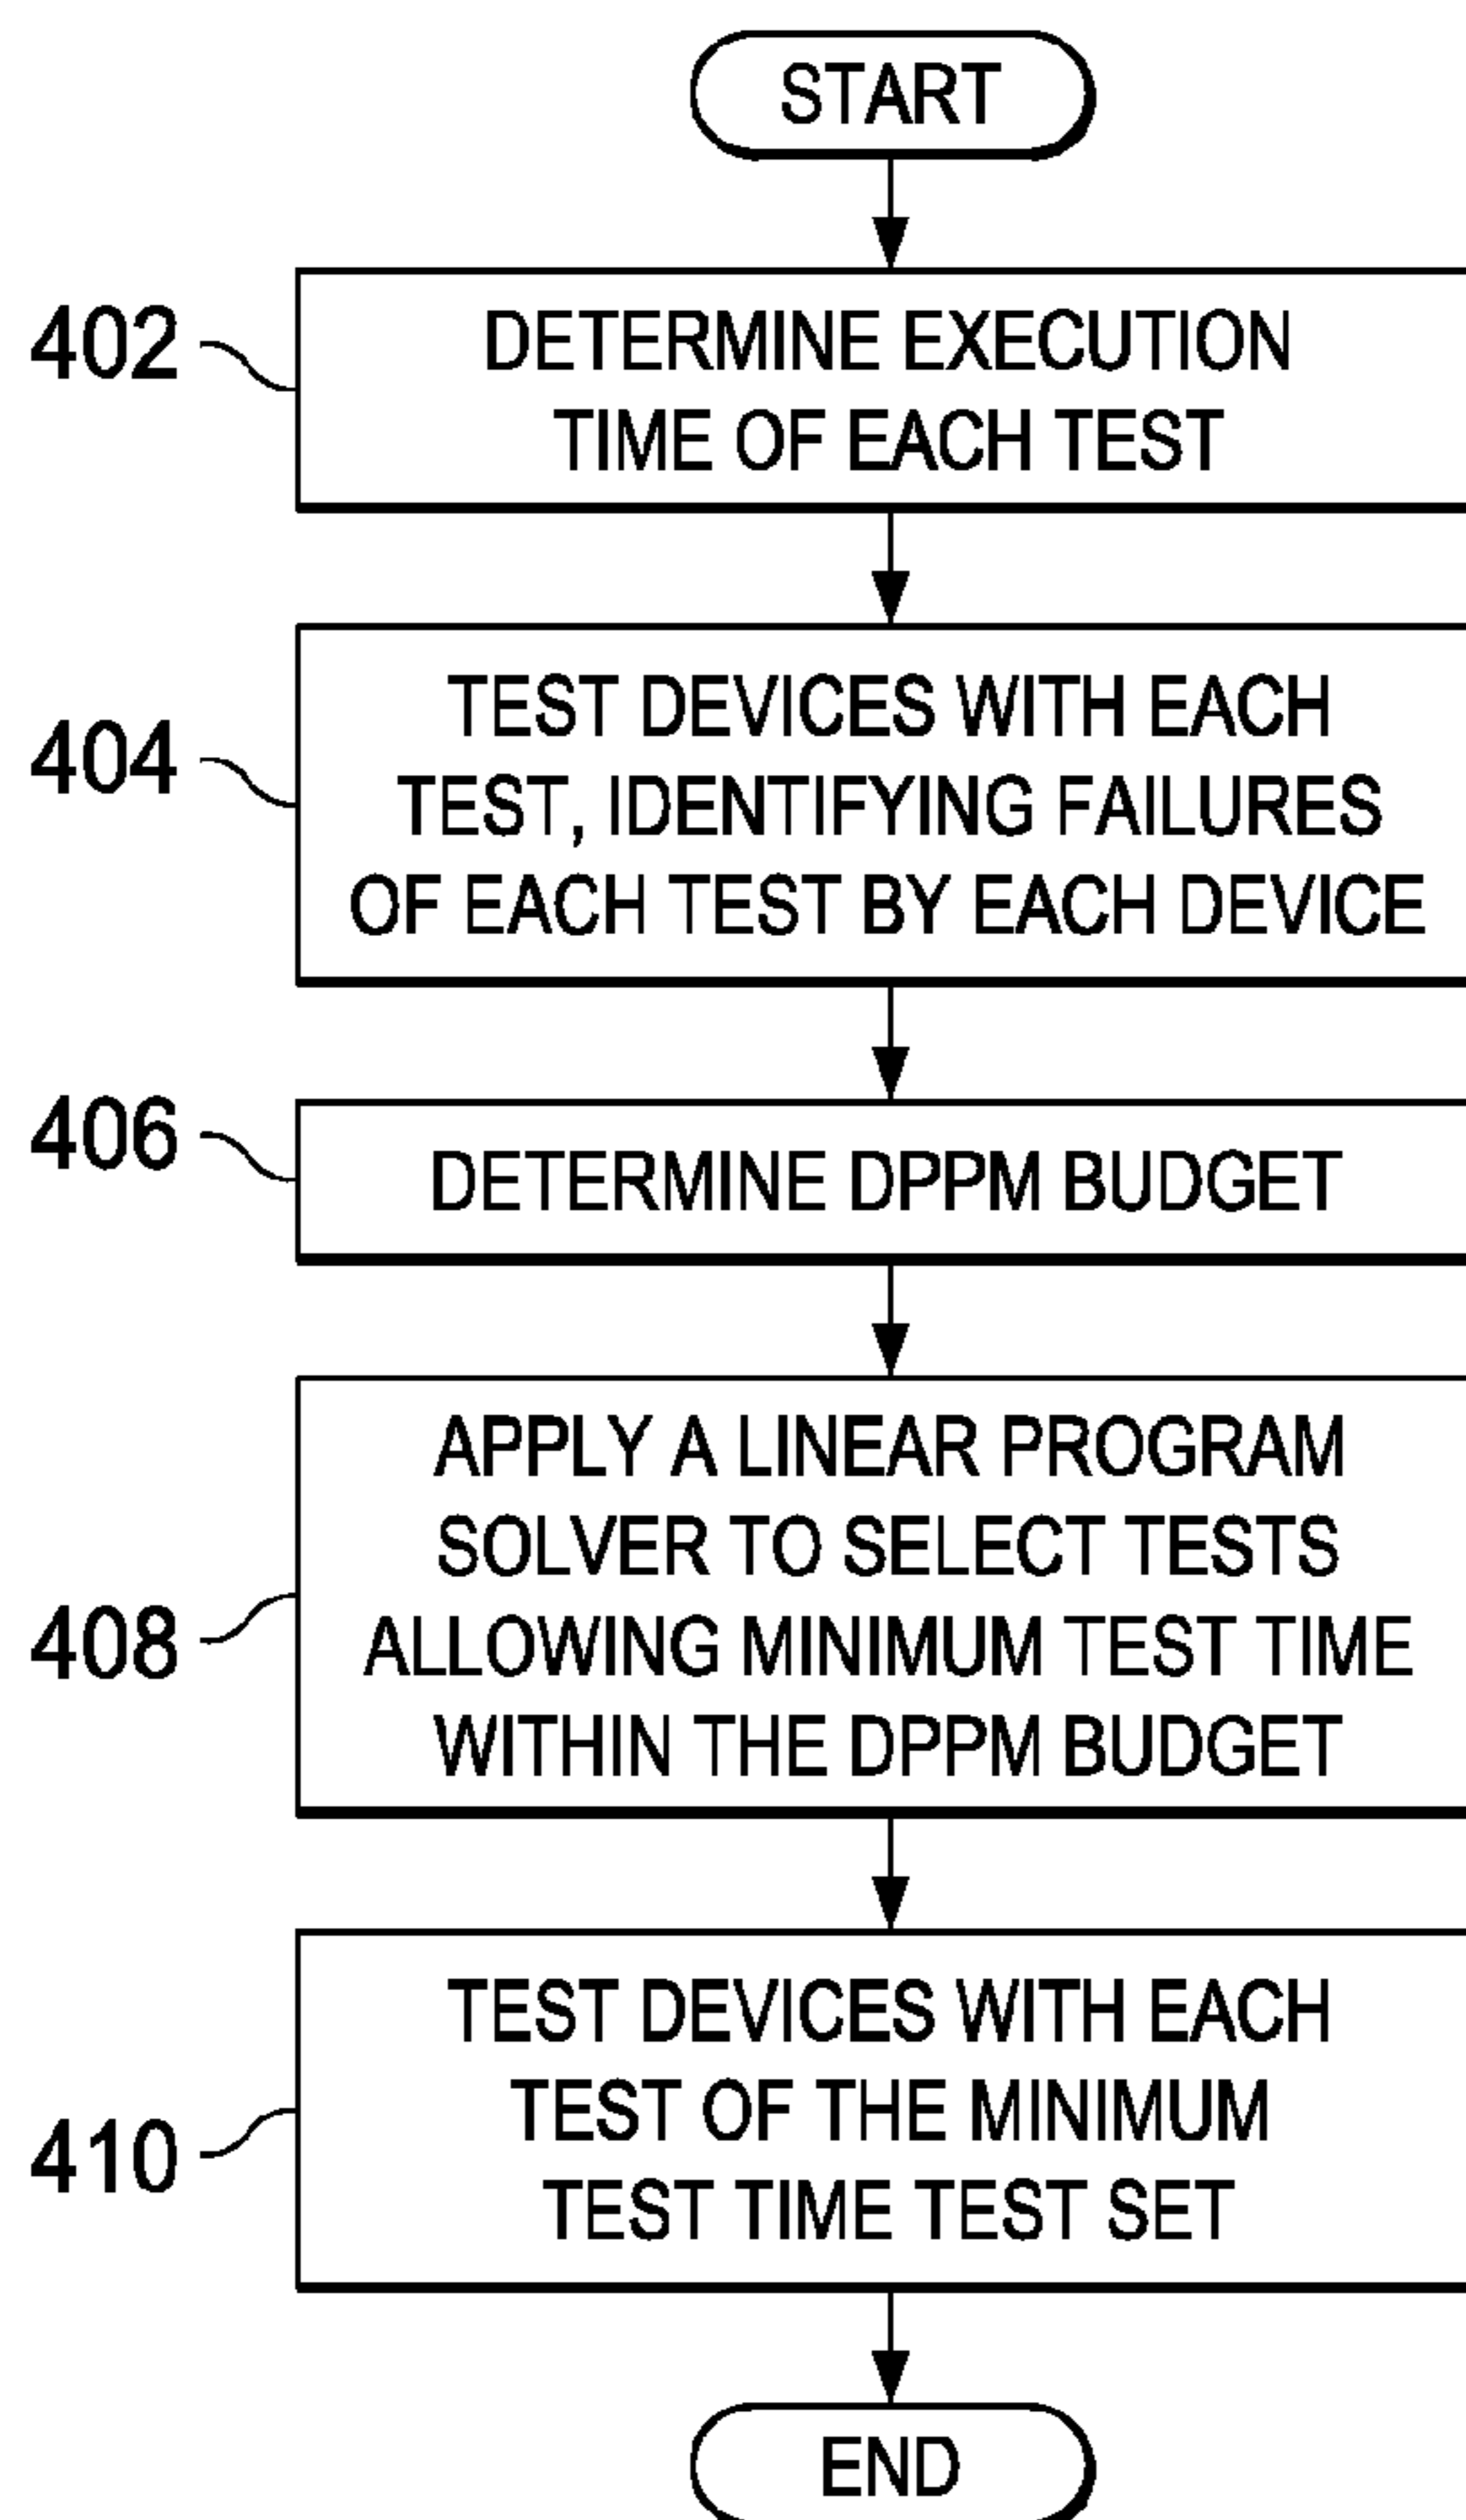 START
402
DETERMINE EXECUTION
TIME OF EACH TEST
404
TEST DEVICES WITH EACH
TEST, IDENTIFYING FAILURES
OF EACH TEST BY EACH DEVICE
406
DETERMINE DPPM BUDGET
408
APPLY A LINEAR PROGRAM
SOLVER TO SELECT TESTS
ALLOWING MINIMUM TEST TIME
WITHIN THE DPPM BUDGET
410
TEST DEVICES WITH EACH
TEST OF THE MINIMUM
TEST TIME TEST SET
END